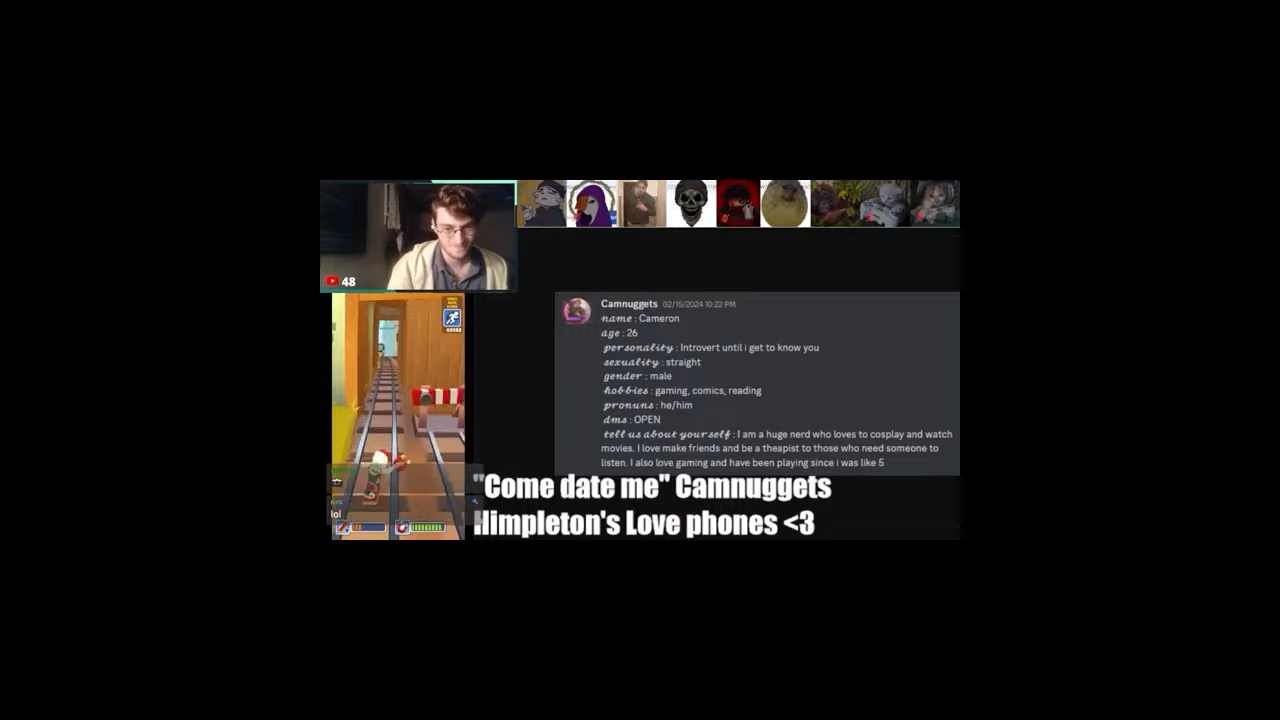 48
Camnuggets 02/15/2024 10:22 PM
name : Cameron
age : 26
personality : Introvert until i get to know you
sexuality : straight
gender : male
hobbies : gaming, comics, reading
pronuns : he/him
dms : OPEN
tell us about yourself : I am a huge nerd who loves to cosplay and watch
movies. I love make friends and be a theapist to those who need someone to
listen. I also love gaming and have been playing since i was like 5
lol
"Come date me" Camnuggets
Himpleton's Love phones <3